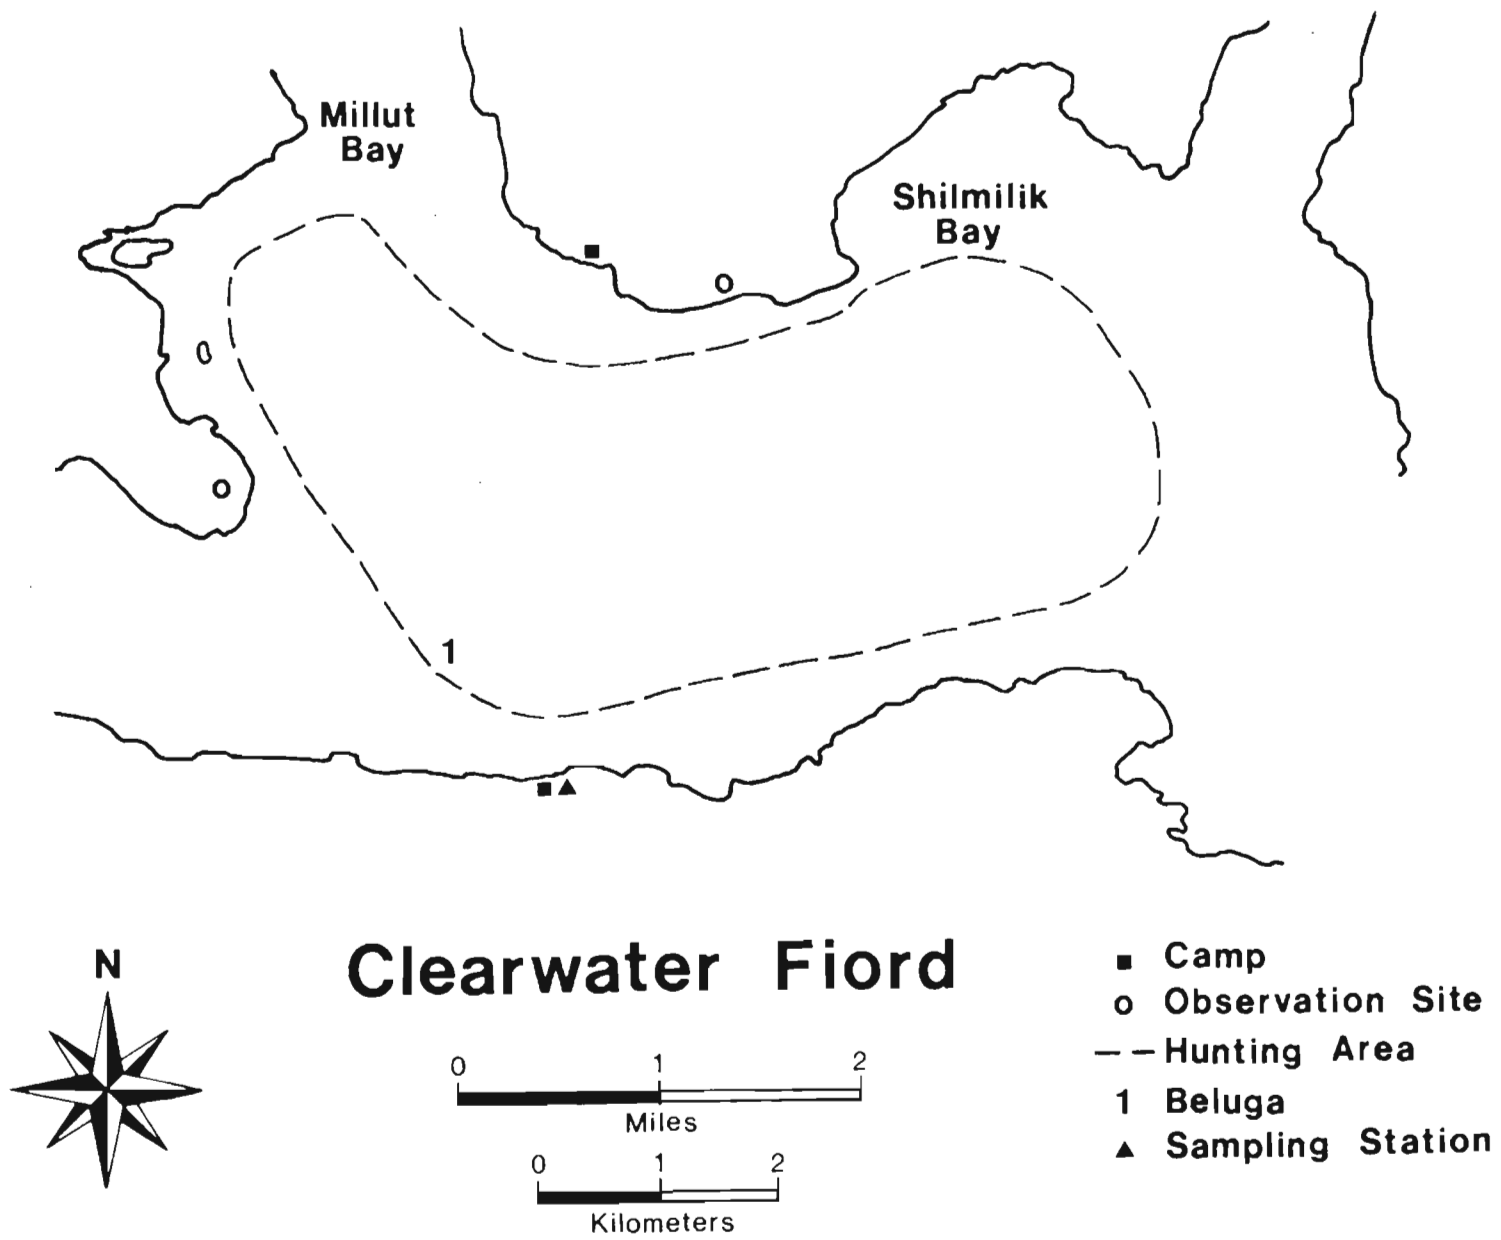 Millut
Bay
Shilmilik
Bay
1
N
Clearwater Fiord
0 1 2
Miles
0 1 2
Kilometers
Camp
Observation Site
Hunting Area
1 Beluga
Sampling Station